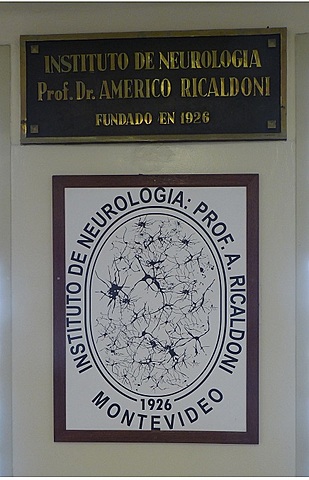 INSTITUTO DE NEUROLOGIA
Prof. Dr. AMERICO RICALDONI
FUNDADO EN 1926
INSTITUTO DE NEUROLOGIA: PROF. A. RICALDONI
1926
MONTEVIDEO